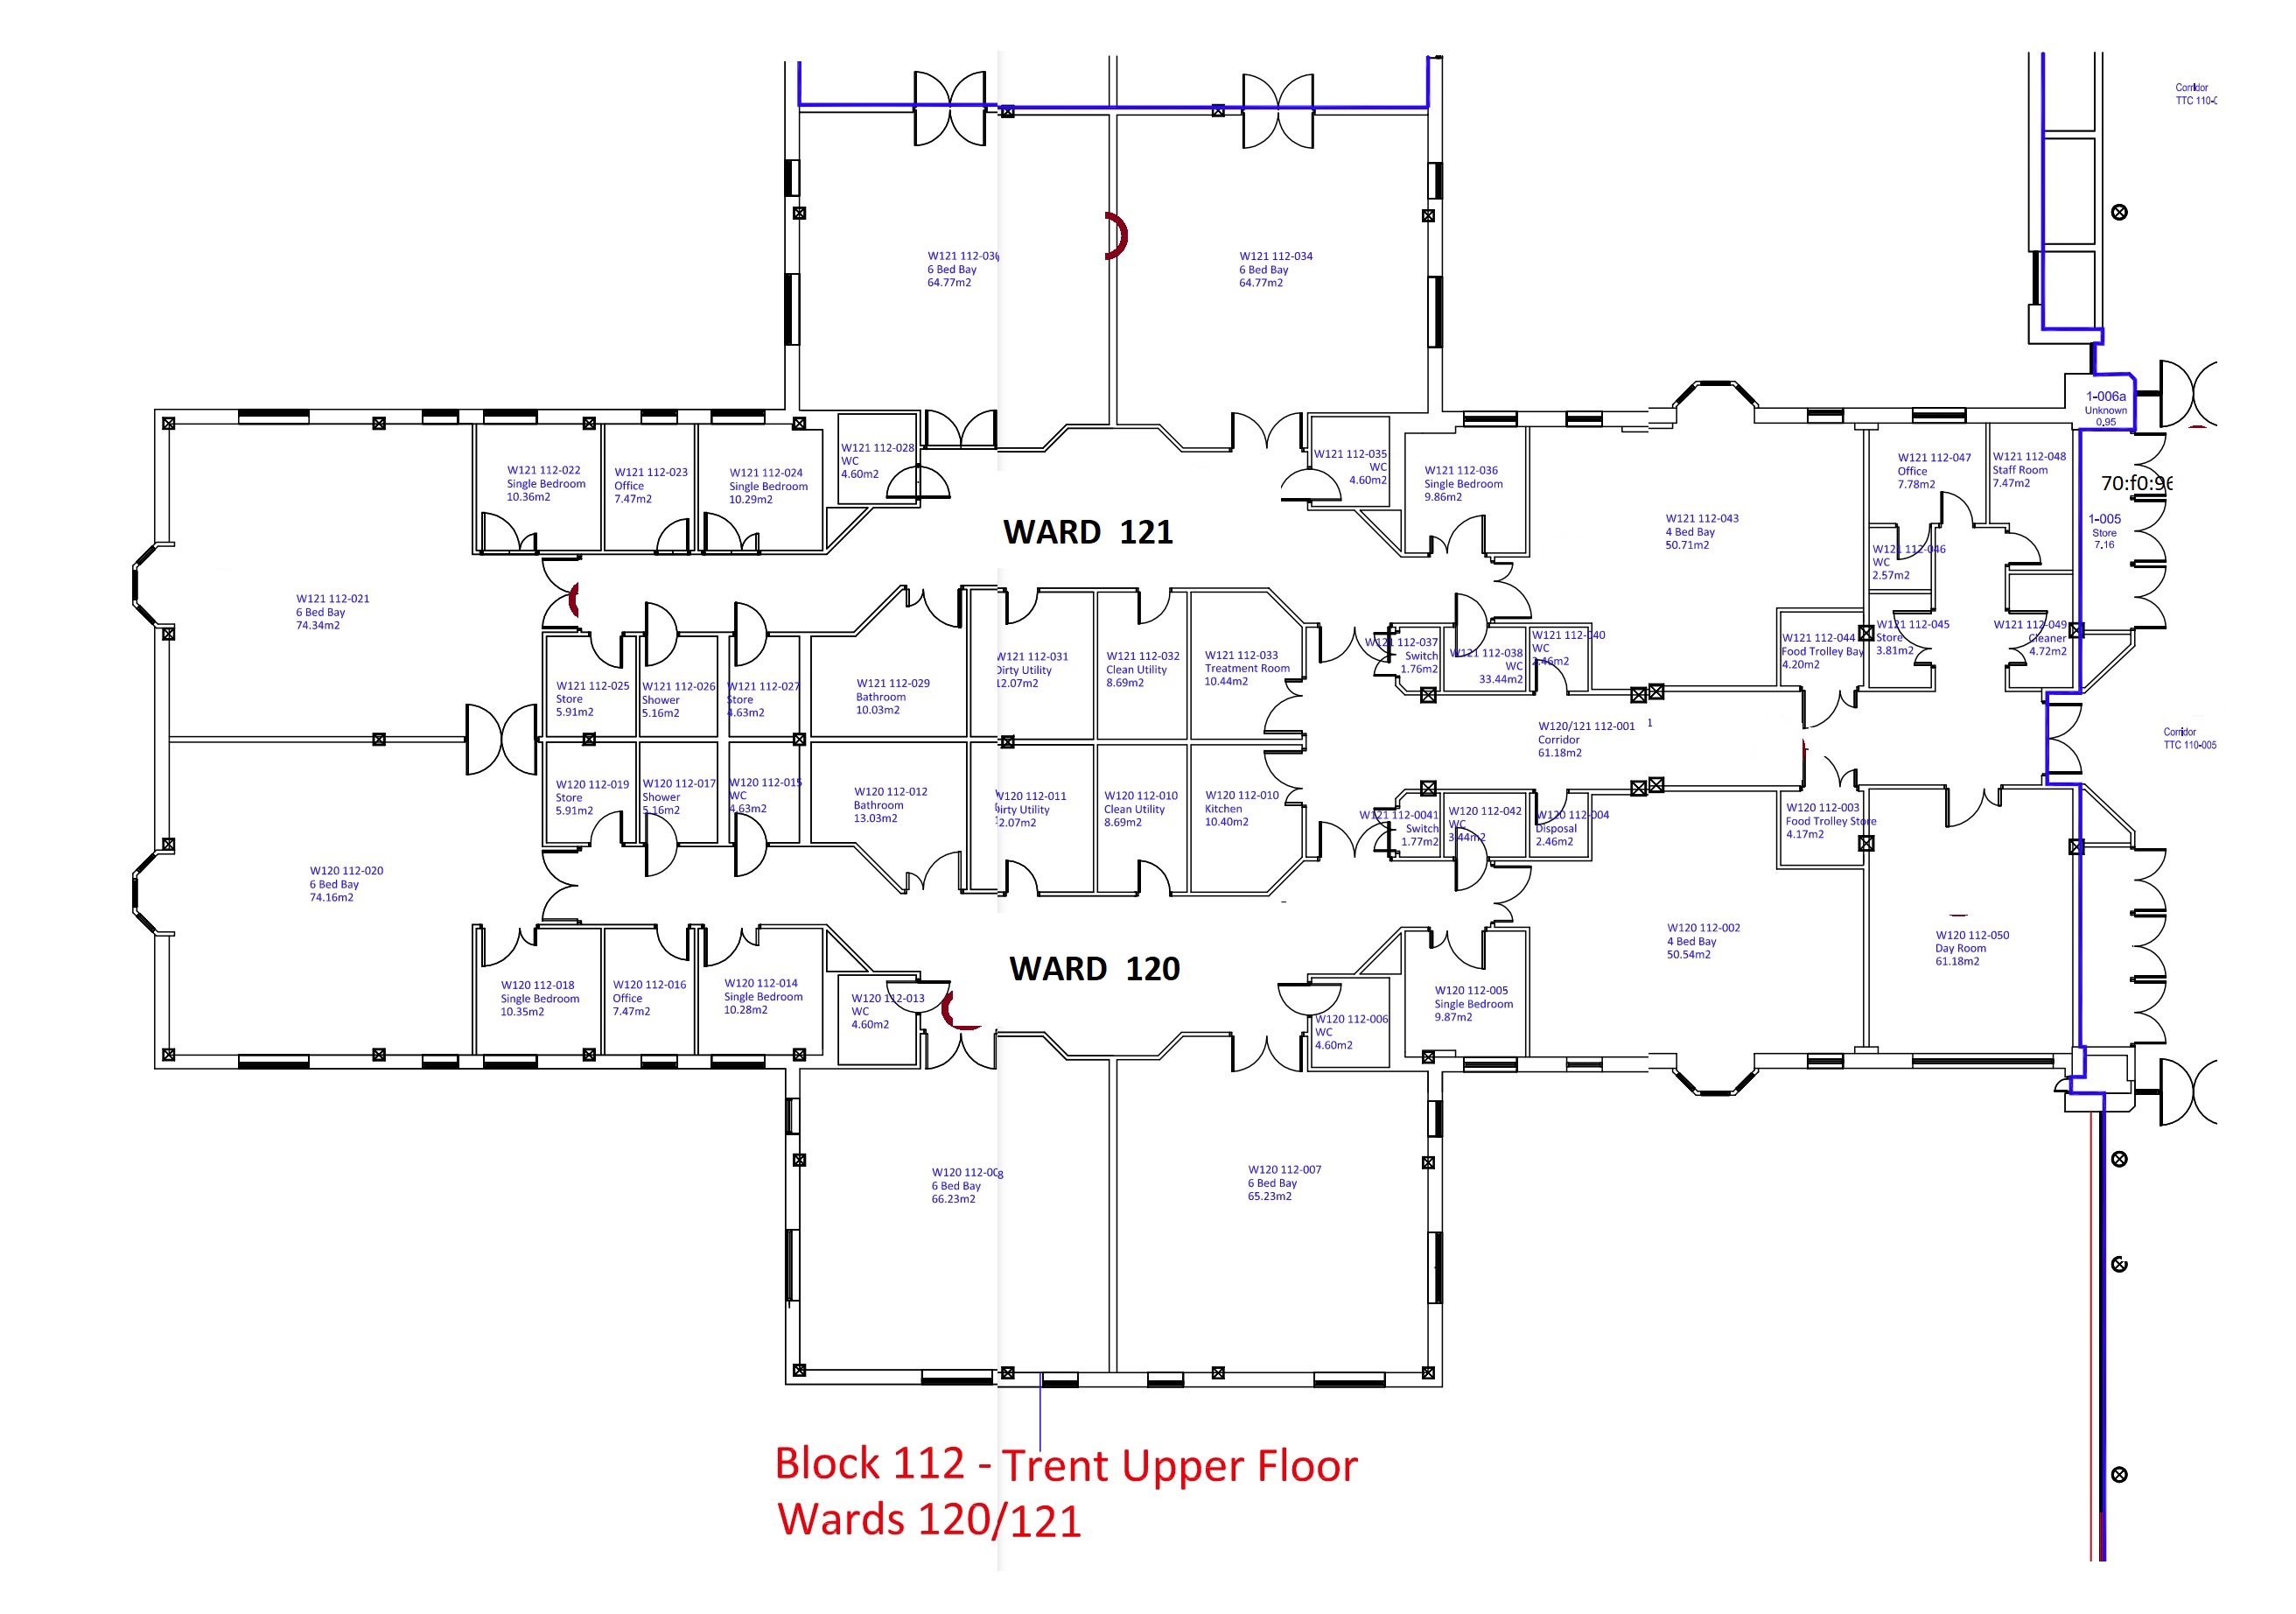 Corridor
TTC 110-0
W121 112-030
6 Bed Bay
64.77m2
W121 112-034
6 Bed Bay
64.77m2
1-006a
Unknown
0.95
W121 112-022
Single Bedroom
10.36m2
W121 112-023
Office
7.47m2
W121 112-024
Single Bedroom
10.29m2
W121 112-028
WC
4.60m2
W121 112-035
WC
4.60m2
W121 112-036
Single Bedroom
9.86m2
W121 112-043
4 Bed Bay
50.71m2
W121 112-047
Office
7.78m2
W121 112-048
Staff Room
7.47m2
70:f0:96
1-005
Store
7.16
WARD 121
W121 112-046
WC
2.57m2
W121 112-021
6 Bed Bay
74.34m2
W121 112-025
Store
5.91m2
W121 112-026
Shower
5.16m2
W121 112-027
Store
4.63m2
W121 112-029
Bathroom
10.03m2
W121 112-031
Dirty Utility
12.07m2
W121 112-032
Clean Utility
8.69m2
W121 112-033
Treatment Room
10.44m2
W121 112-037
Switch
1.76m2
W121 112-038
WC
33.44m2
W121 112-040
WC
2.46m2
W121 112-044
Food Trolley Bay
4.20m2
W121 112-045
Store
3.81m2
W121 112-049
Cleaner
4.72m2
W120/121 112-001
Corridor
61.18m2
1
Corridor
TTC 110-005
W120 112-019
Store
5.91m2
W120 112-017
Shower
5.16m2
W120 112-015
WC
4.63m2
W120 112-012
Bathroom
13.03m2
W120 112-011
Dirty Utility
12.07m2
W120 112-010
Clean Utility
8.69m2
W120 112-010
Kitchen
10.40m2
W121 112-0041
Switch
1.77m2
W120 112-042
WC
3.44m2
W120 112-004
Disposal
2.46m2
W120 112-003
Food Trolley Store
4.17m2
W120 112-020
6 Bed Bay
74.16m2
W120 112-002
4 Bed Bay
50.54m2
W120 112-050
Day Room
61.18m2
WARD 120
W120 112-018
Single Bedroom
10.35m2
W120 112-016
Office
7.47m2
W120 112-014
Single Bedroom
10.28m2
W120 112-013
WC
4.60m2
W120 112-006
WC
4.60m2
W120 112-005
Single Bedroom
9.87m2
W120 112-008
6 Bed Bay
66.23m2
W120 112-007
6 Bed Bay
65.23m2
Block 112 - Trent Upper Floor
Wards 120/121